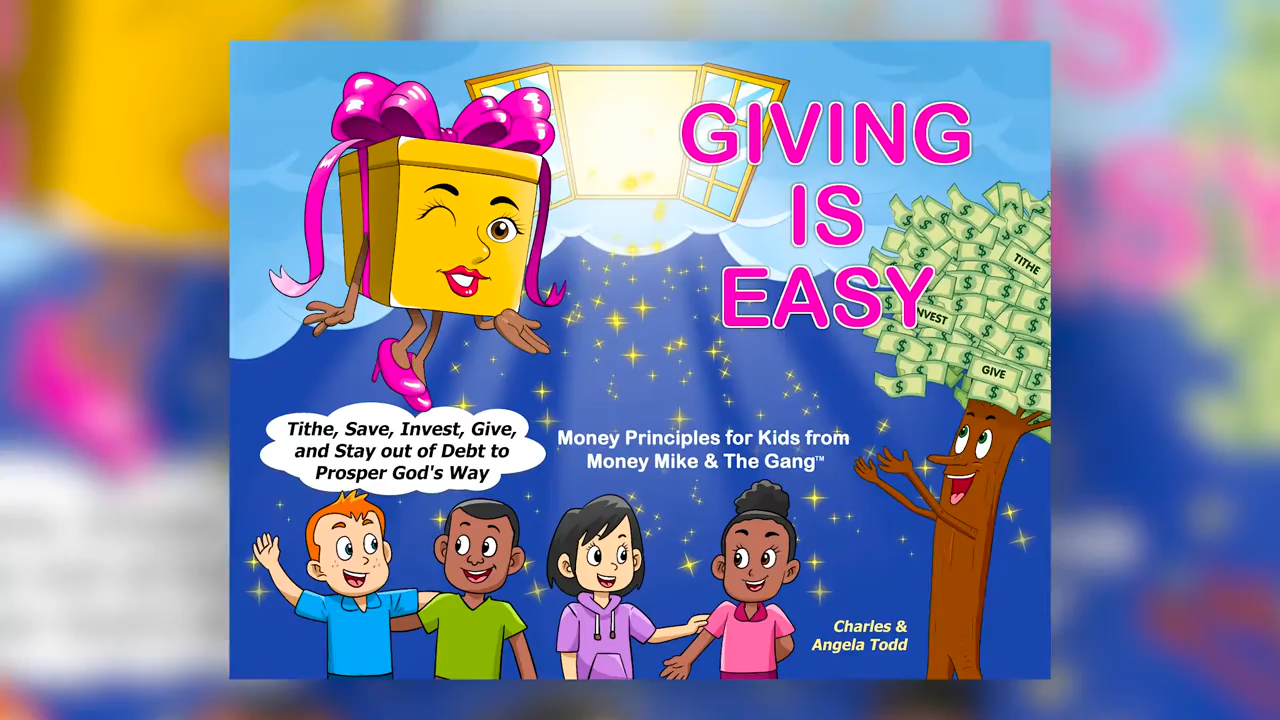 GIVING
IS
EASY
TITHE
INVEST
GIVE
Tithe, Save, Invest, Give,
and Stay out of Debt to
Prosper God's Way
Money Principles for Kids from
Money Mike & The Gang™
Charles &
Angela Todd